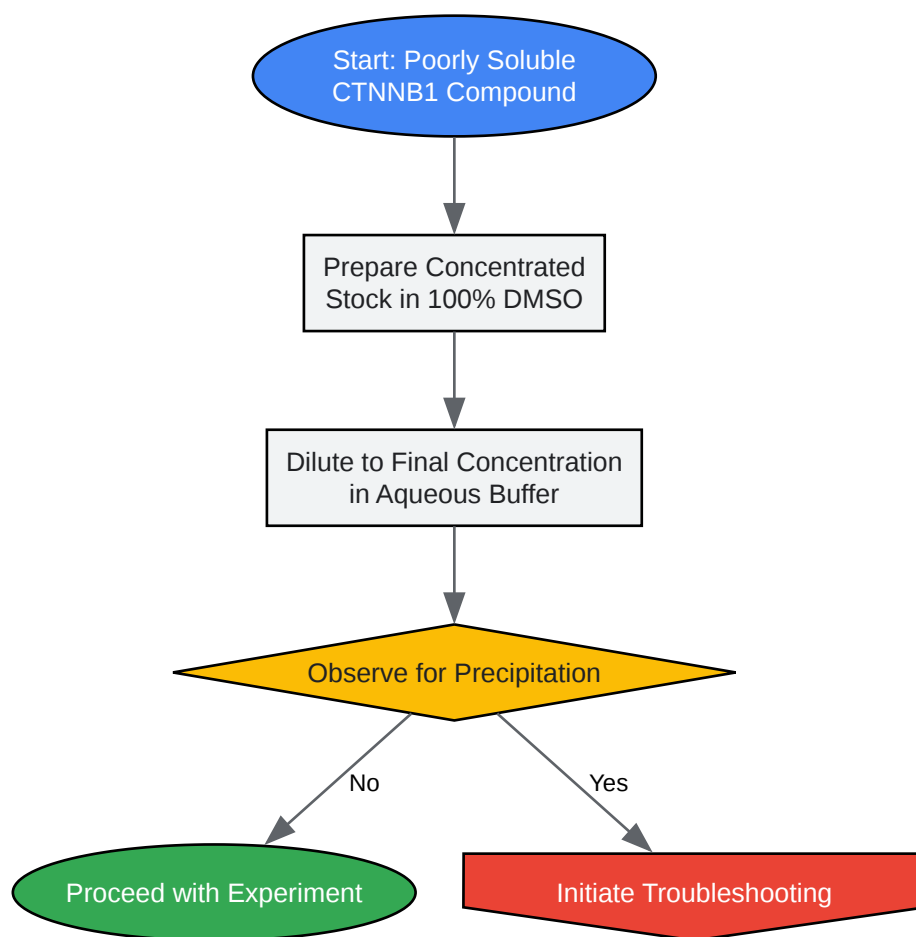 Start: Poorly Soluble
CTNNB1 Compound
Prepare Concentrated
Stock in 100% DMSO
Dilute to Final Concentration
in Aqueous Buffer
Observe for Precipitation
No
Yes
Proceed with Experiment
Initiate Troubleshooting